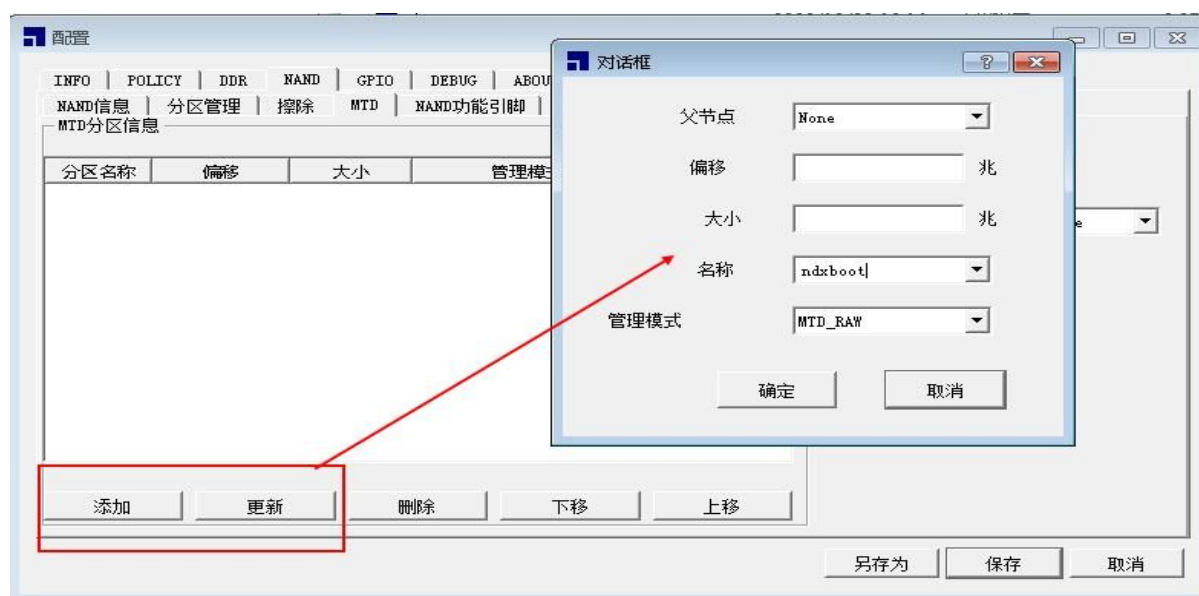 配置
INFO POLICY DDR NAND GPIO DEBUG ABOU
NAND信息 分区管理 擦除 MTD NAND功能引脚
MTD分区信息
分区名称 偏移 大小 管理模
添加 更新 删除 下移 上移
另存为 保存 取消
对话框
父节点 None
偏移 兆
大小 兆
名称 ndxboot
管理模式 MTD_RAW
确定 取消